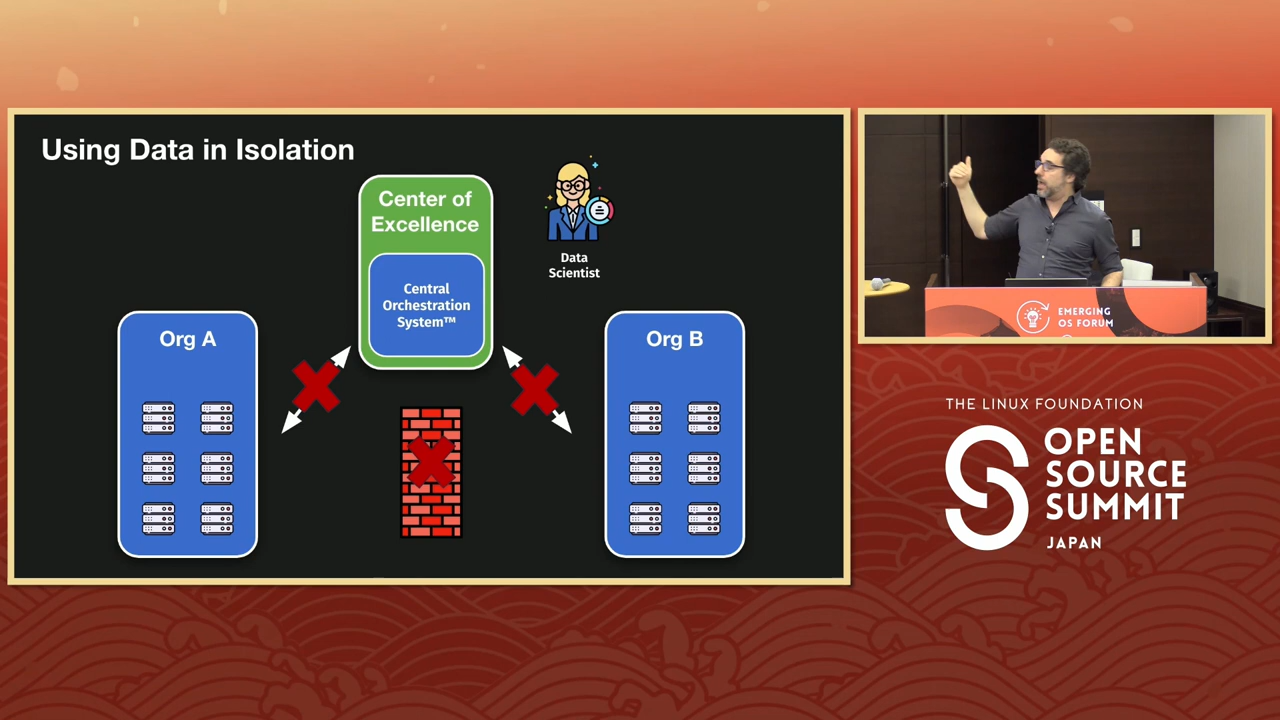 Using Data in Isolation
Center of
Excellence
Data
Scientist
Central
Orchestration
System™
Org A
Org B
EMERGING
OS FORUM
THE LINUX FOUNDATION
OPEN
SOURCE
SUMMIT
JAPAN